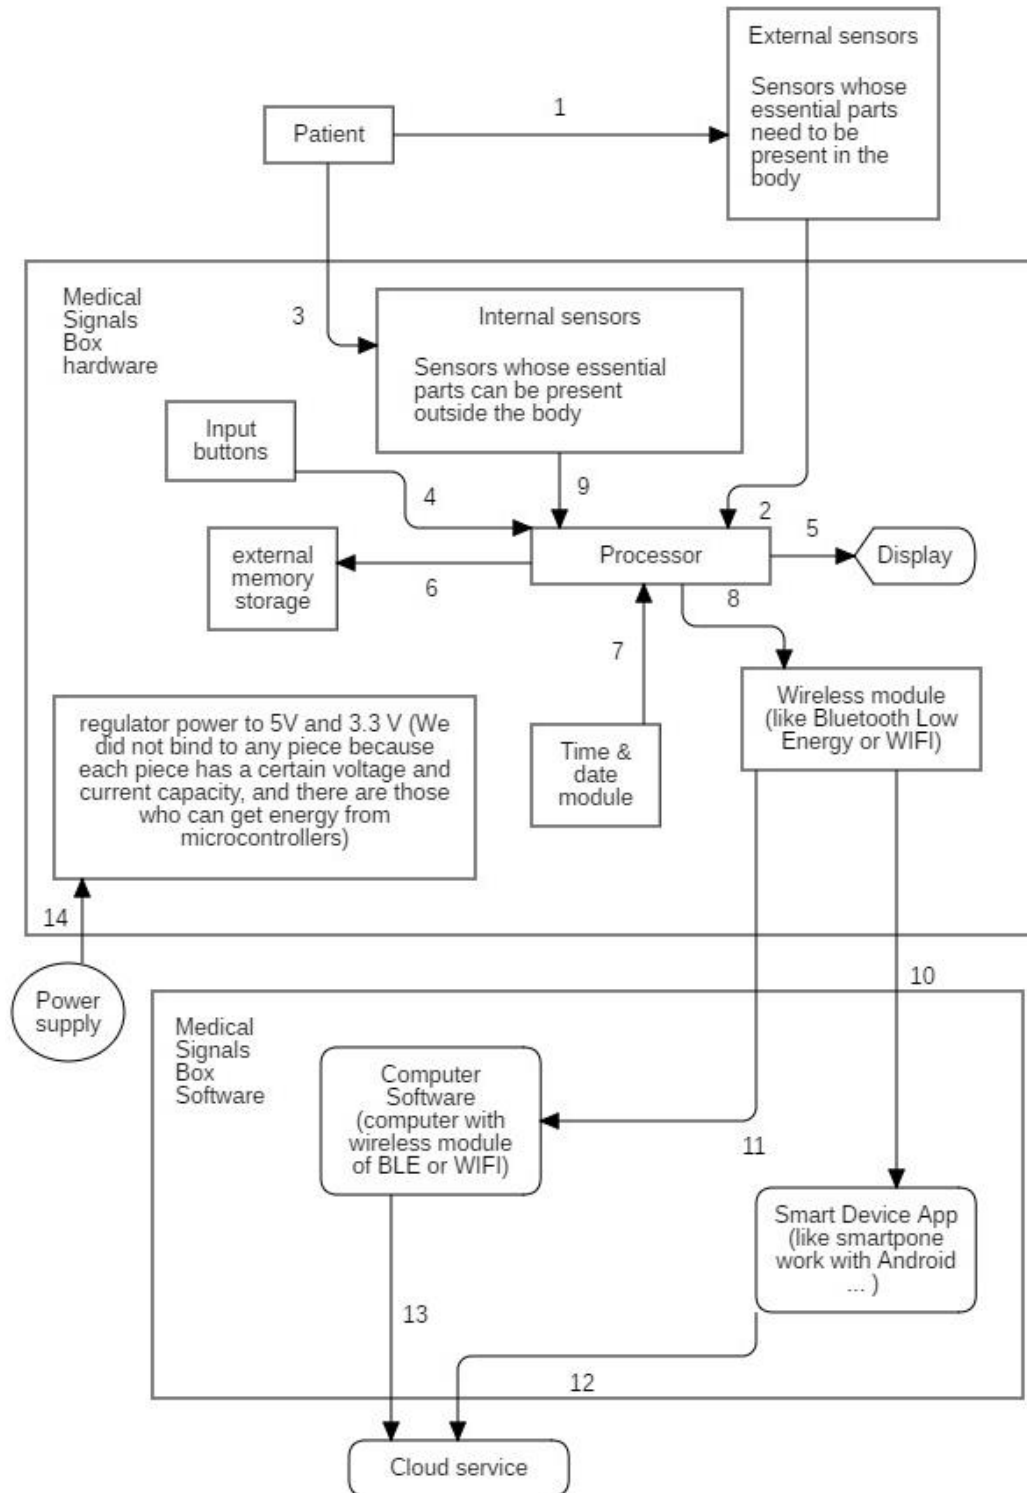 External sensors
Sensors whose
essential parts
need to be
present in the
body
1
Patient
Medical
Signals
Box
hardware
3
Internal sensors
Sensors whose essential
parts can be present
outside the body
Input
buttons
4
9
2
5
external
memory
storage
6
Processor
Display
8
7
regulator power to 5V and 3.3 V (We
did not bind to any piece because
each piece has a certain voltage and
current capacity, and there are those
who can get energy from
microcontrollers)
Time &
date
module
Wireless module
(like Bluetooth Low
Energy or WIFI)
14
Power
supply
10
Medical
Signals
Box
Software
Computer
Software
(computer with
wireless module
of BLE or WIFI)
11
Smart Device App
(like smartpone
work with Android
... )
13
12
Cloud service